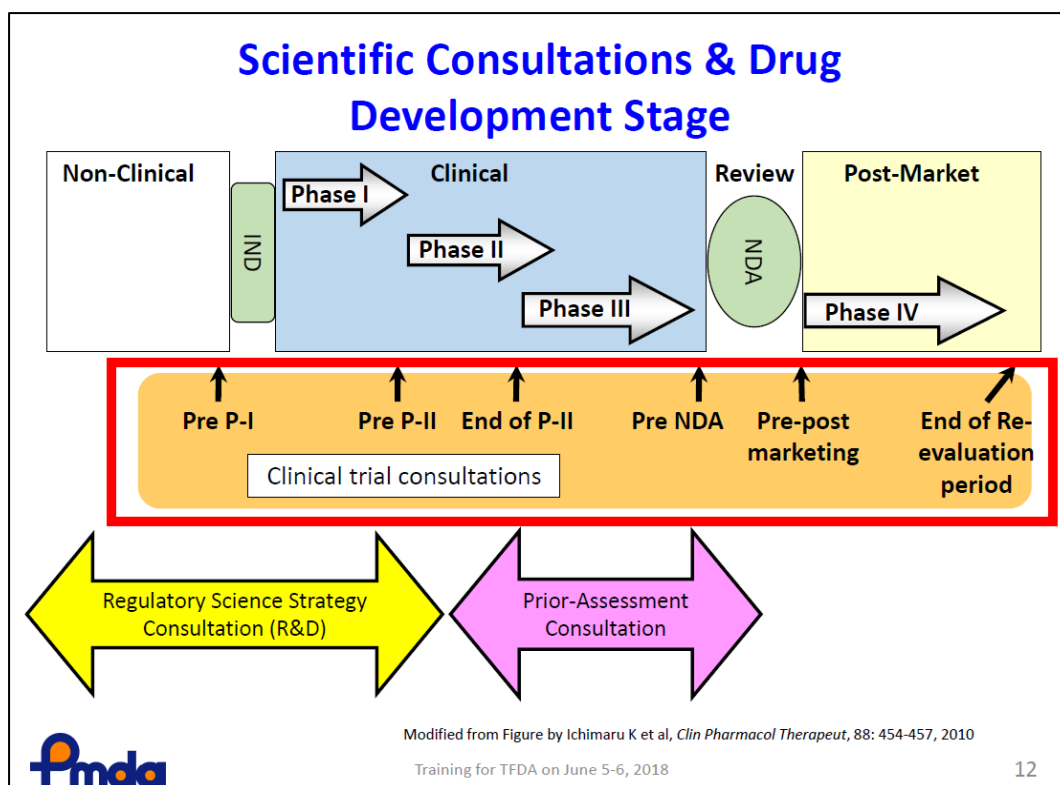 Scientific Consultations & Drug
Development Stage
Non-Clinical
Clinical
Review
Post-Market
IND
Phase I
Phase II
Phase III
NDA
Phase IV
Pre P-I
Pre P-II
End of P-II
Pre NDA
Pre-post
marketing
End of Re-
evaluation
period
Clinical trial consultations
Regulatory Science Strategy
Consultation (R&D)
Prior-Assessment
Consultation
Modified from Figure by Ichimaru K et al, Clin Pharmacol Therapeut, 88: 454-457, 2010
pmda
Training for TFDA on June 5-6, 2018
12